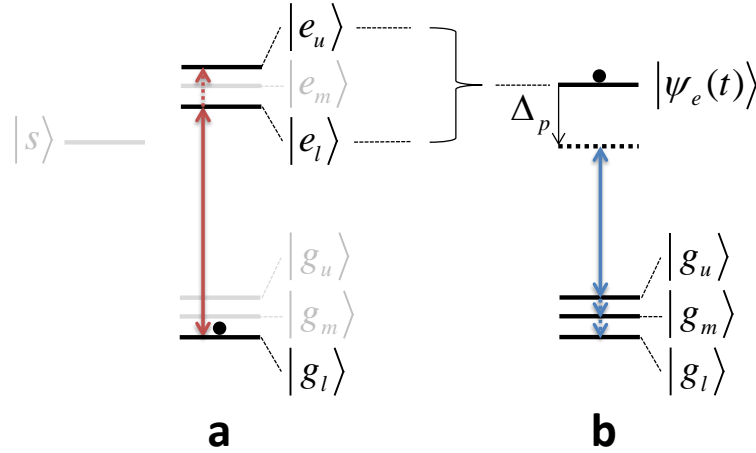 |e_u⟩
|e_m⟩
|e_l⟩
|s⟩
|g_u⟩
|g_m⟩
|g_l⟩
a
|ψ_e(t)⟩
Δ_p
|g_u⟩
|g_m⟩
|g_l⟩
b